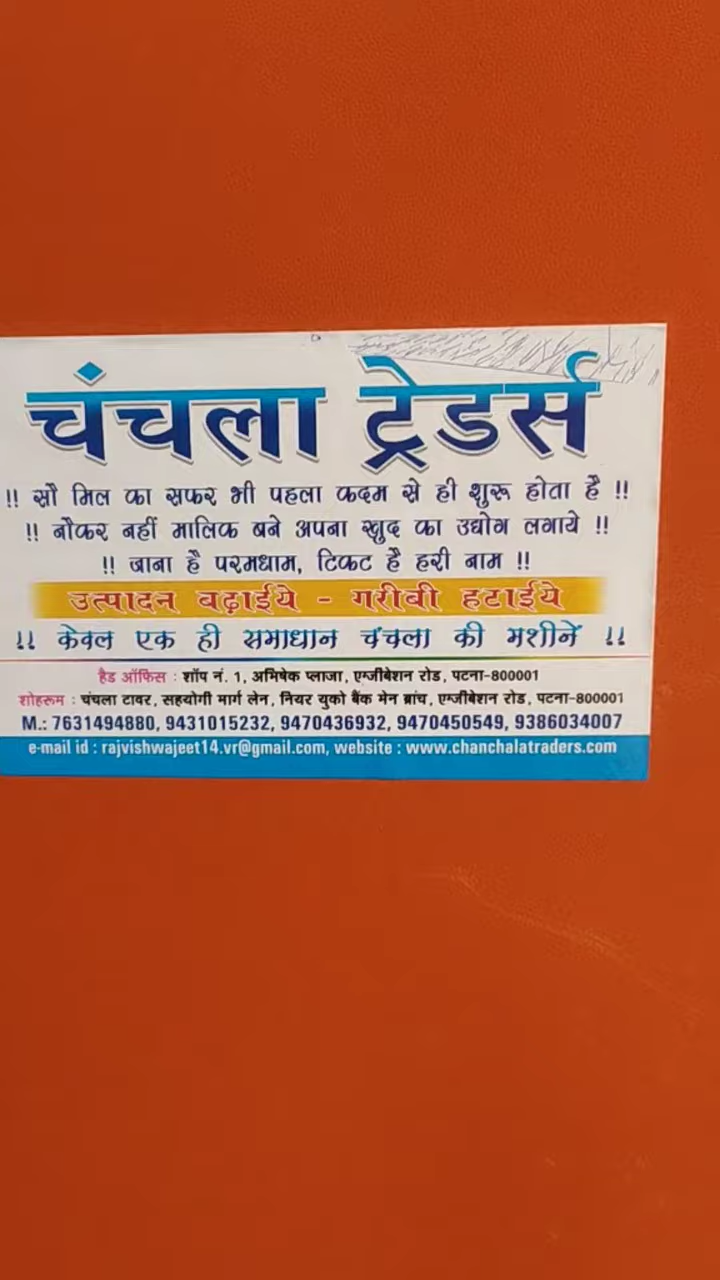 चंचला ट्रेडर्स
!! सौ मिल का सफर भी पहला कदम से ही शुरू होता है !!
!! नौकर नहीं मालिक बने अपना खुद का उद्योग लगाये !!
!! जाना है परमधाम, टिकट है हरी नाम !!
उत्पादन बढ़ाईये - गरीबी हटाईये
!! केवल एक ही समाधान चंचला की मशीनें !!
हैड ऑफिस : शॉप नं. 1, अभिषेक प्लाजा, एग्जीबेशन रोड, पटना-800001
शोहरूम : चंचला टावर, सहयोगी मार्ग लेन, नियर युको बैंक मेन ब्रांच, एग्जीबेशन रोड, पटना-800001
M.: 7631494880, 9431015232, 9470436932, 9470450549, 9386034007
e-mail id : rajvishwajeet14.vr@gmail.com, website : www.chanchalatraders.com